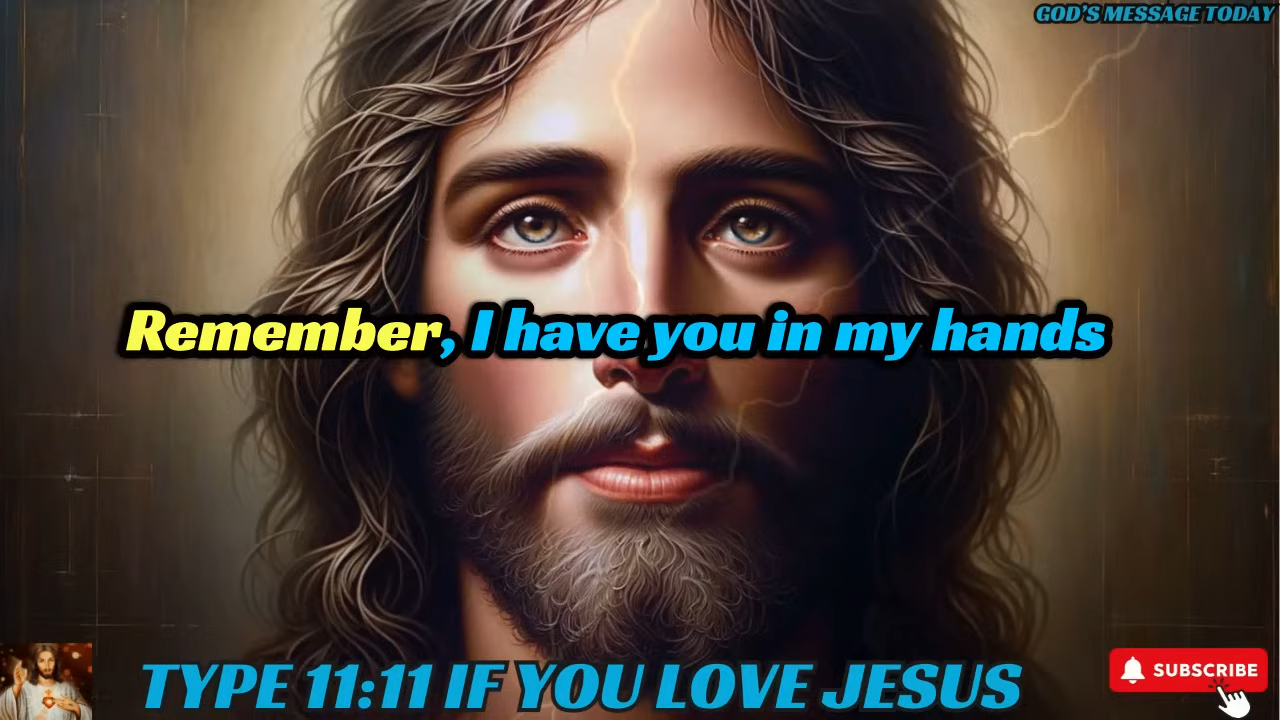 GOD'S MESSAGE TODAY
Remember, I have you in my hands
TYPE 11:11 IF YOU LOVE JESUS
SUBSCRIBE